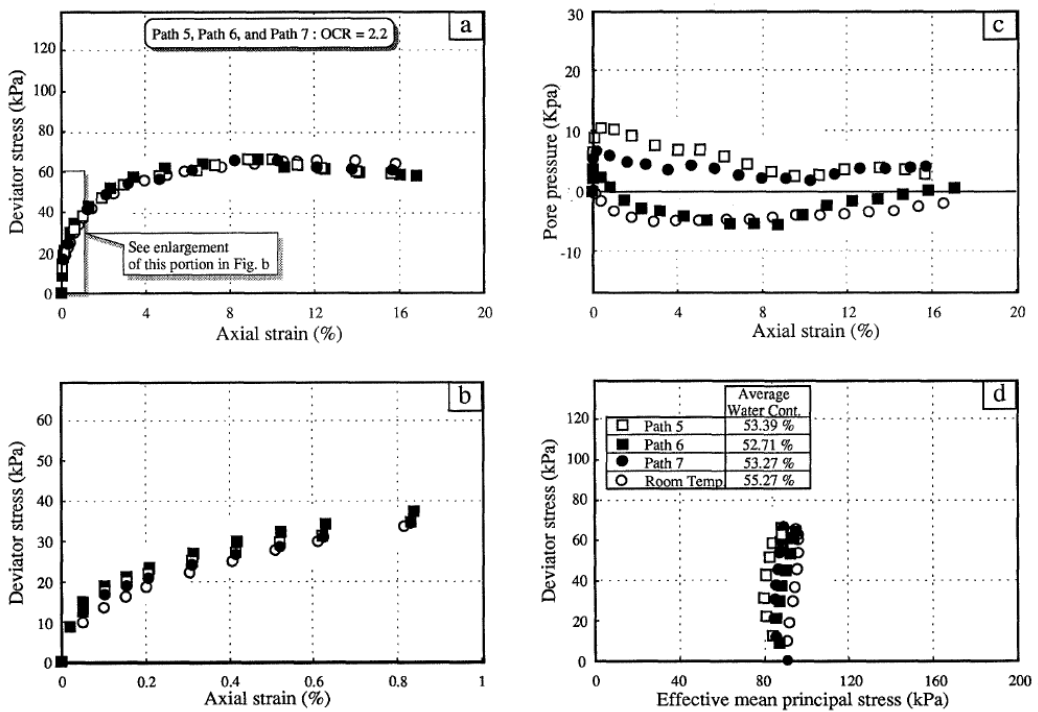 a
Path 5, Path 6, and Path 7 : OCR = 2.2
Deviator stress (kPa)
120
100
80
60
40
20
0
See enlargement
of this portion in Fig. b
0 4 8 12 16 20
Axial strain (%)
c
Pore pressure (Kpa)
30
20
10
0
-10
0 4 8 12 16 20
Axial strain (%)
b
Deviator stress (kPa)
60
50
40
30
20
10
0
0 0.2 0.4 0.6 0.8 1
Axial strain (%)
d
Average
Water Cont.
Path 5 53.39 %
Path 6 52.71 %
Path 7 53.27 %
Room Temp 55.27 %
Deviator stress (kPa)
120
100
80
60
40
20
0
0 40 80 120 160 200
Effective mean principal stress (kPa)